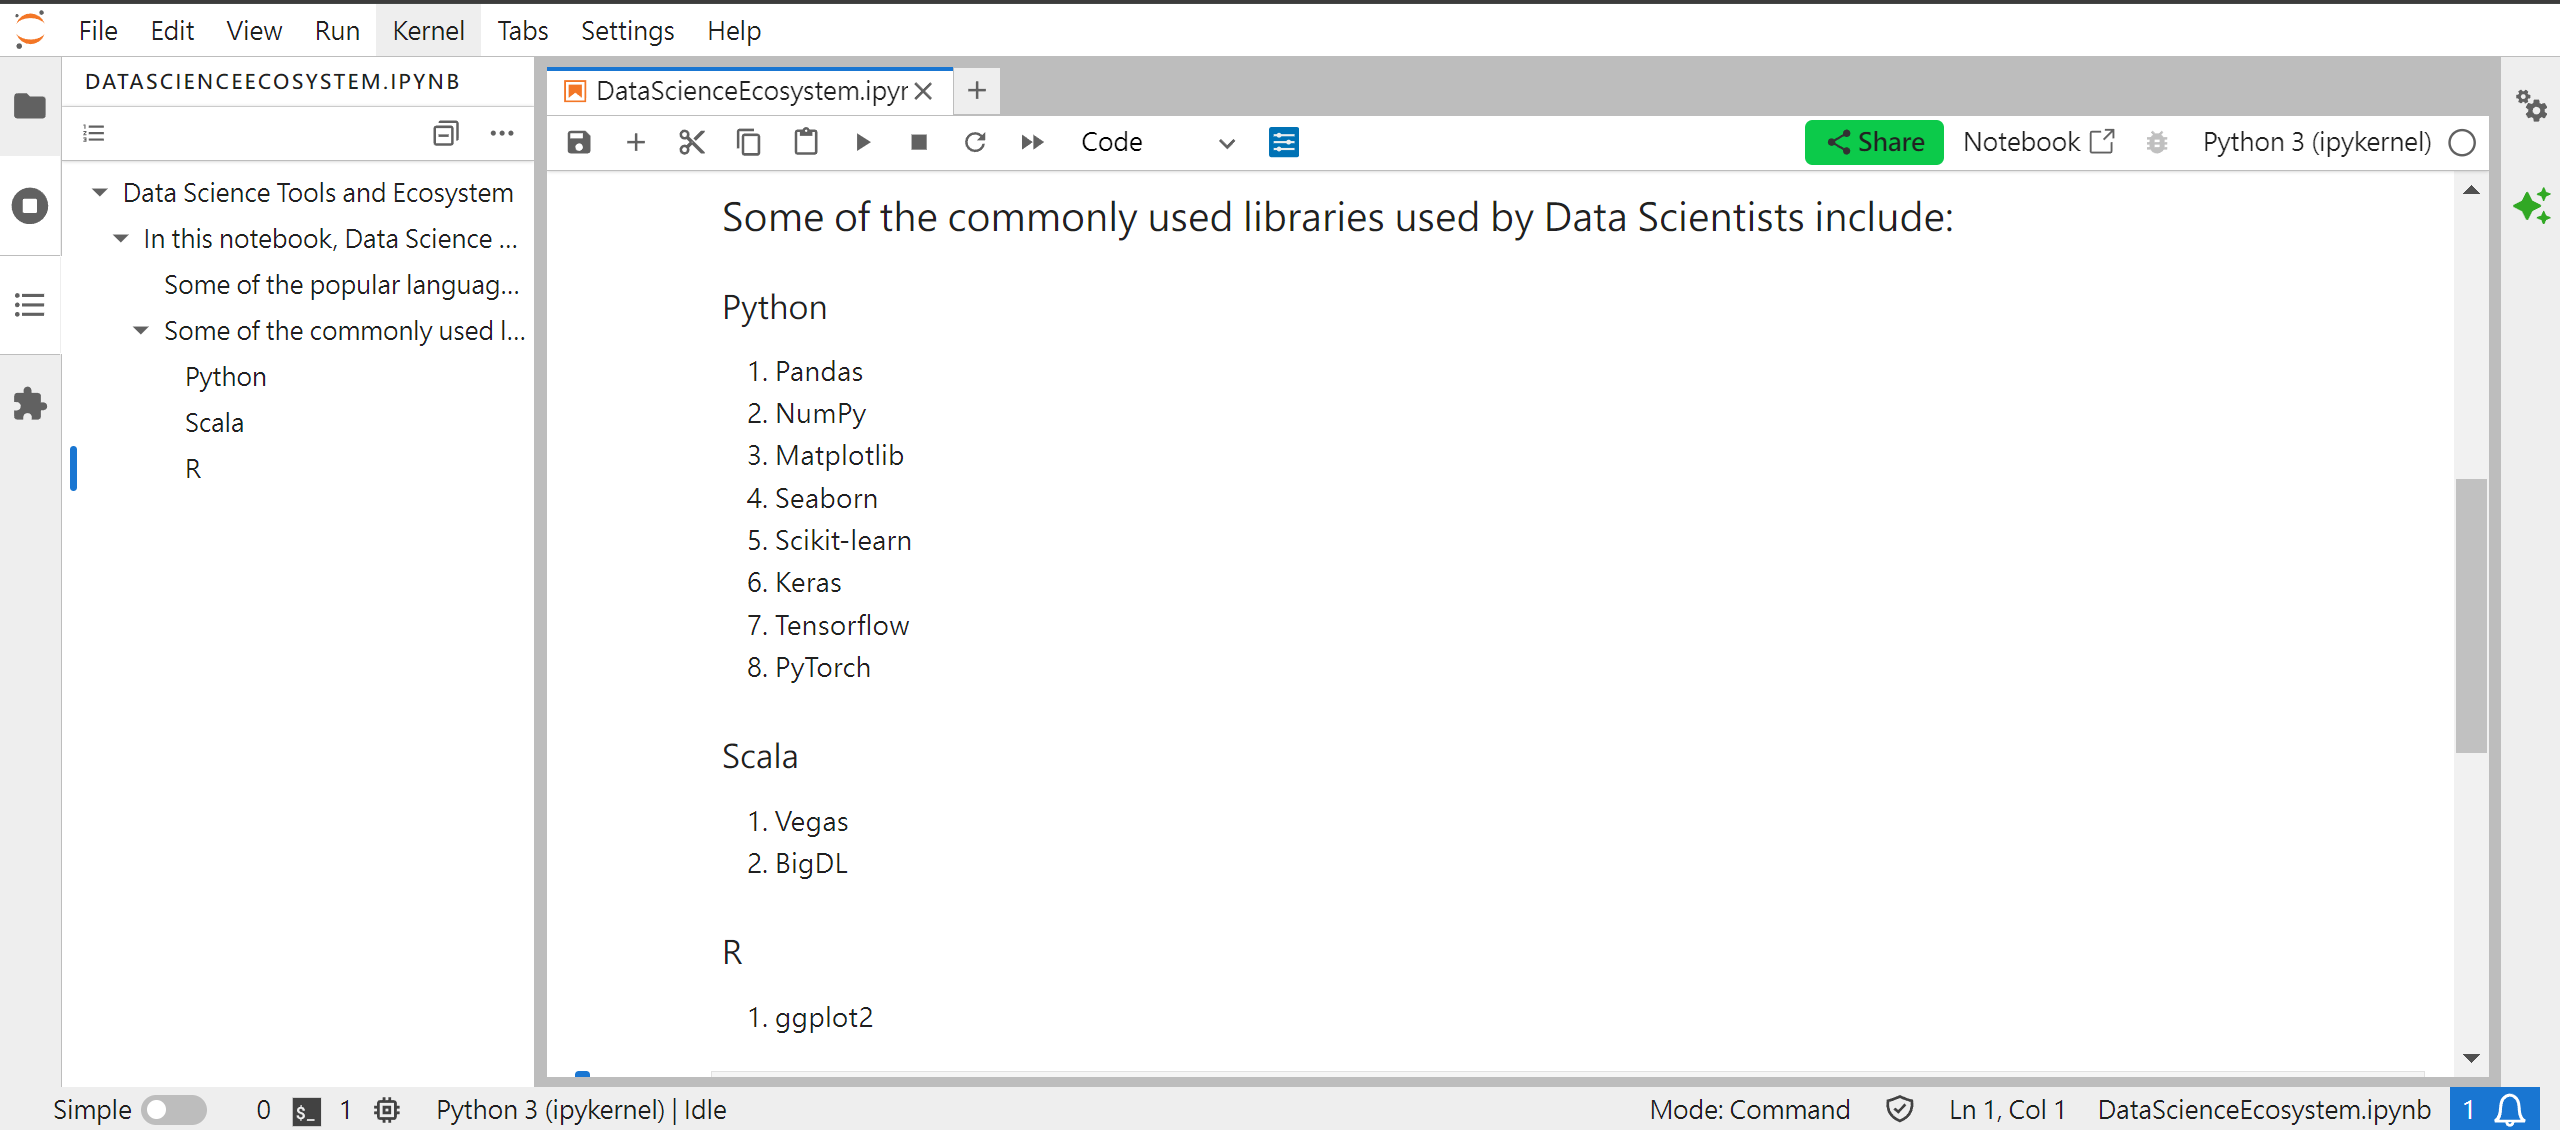 File Edit View Run Kernel Tabs Settings Help
DATASCIENCEECOSYSTEM.IPYNB
Data Science Tools and Ecosystem
In this notebook, Data Science ...
Some of the popular languag...
Some of the commonly used l...
Python
Scala
R
DataScienceEcosystem.ipyr
Code
Share
Notebook
Python 3 (ipykernel)
Some of the commonly used libraries used by Data Scientists include:
Python
1. Pandas
2. NumPy
3. Matplotlib
4. Seaborn
5. Scikit-learn
6. Keras
7. Tensorflow
8. PyTorch
Scala
1. Vegas
2. BigDL
R
1. ggplot2
Simple 0 $_ 1 Python 3 (ipykernel) | Idle Mode: Command Ln 1, Col 1 DataScienceEcosystem.ipynb 1